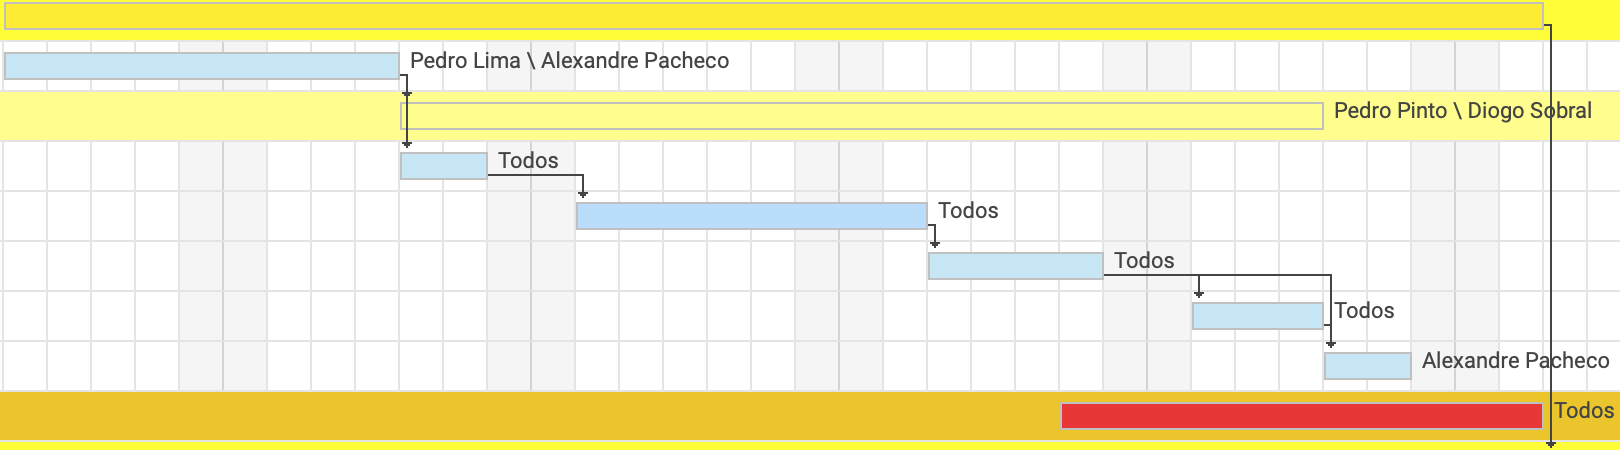 Pedro Lima \ Alexandre Pacheco
Pedro Pinto \ Diogo Sobral
Todos
Todos
Todos
Todos
Alexandre Pacheco
Todos